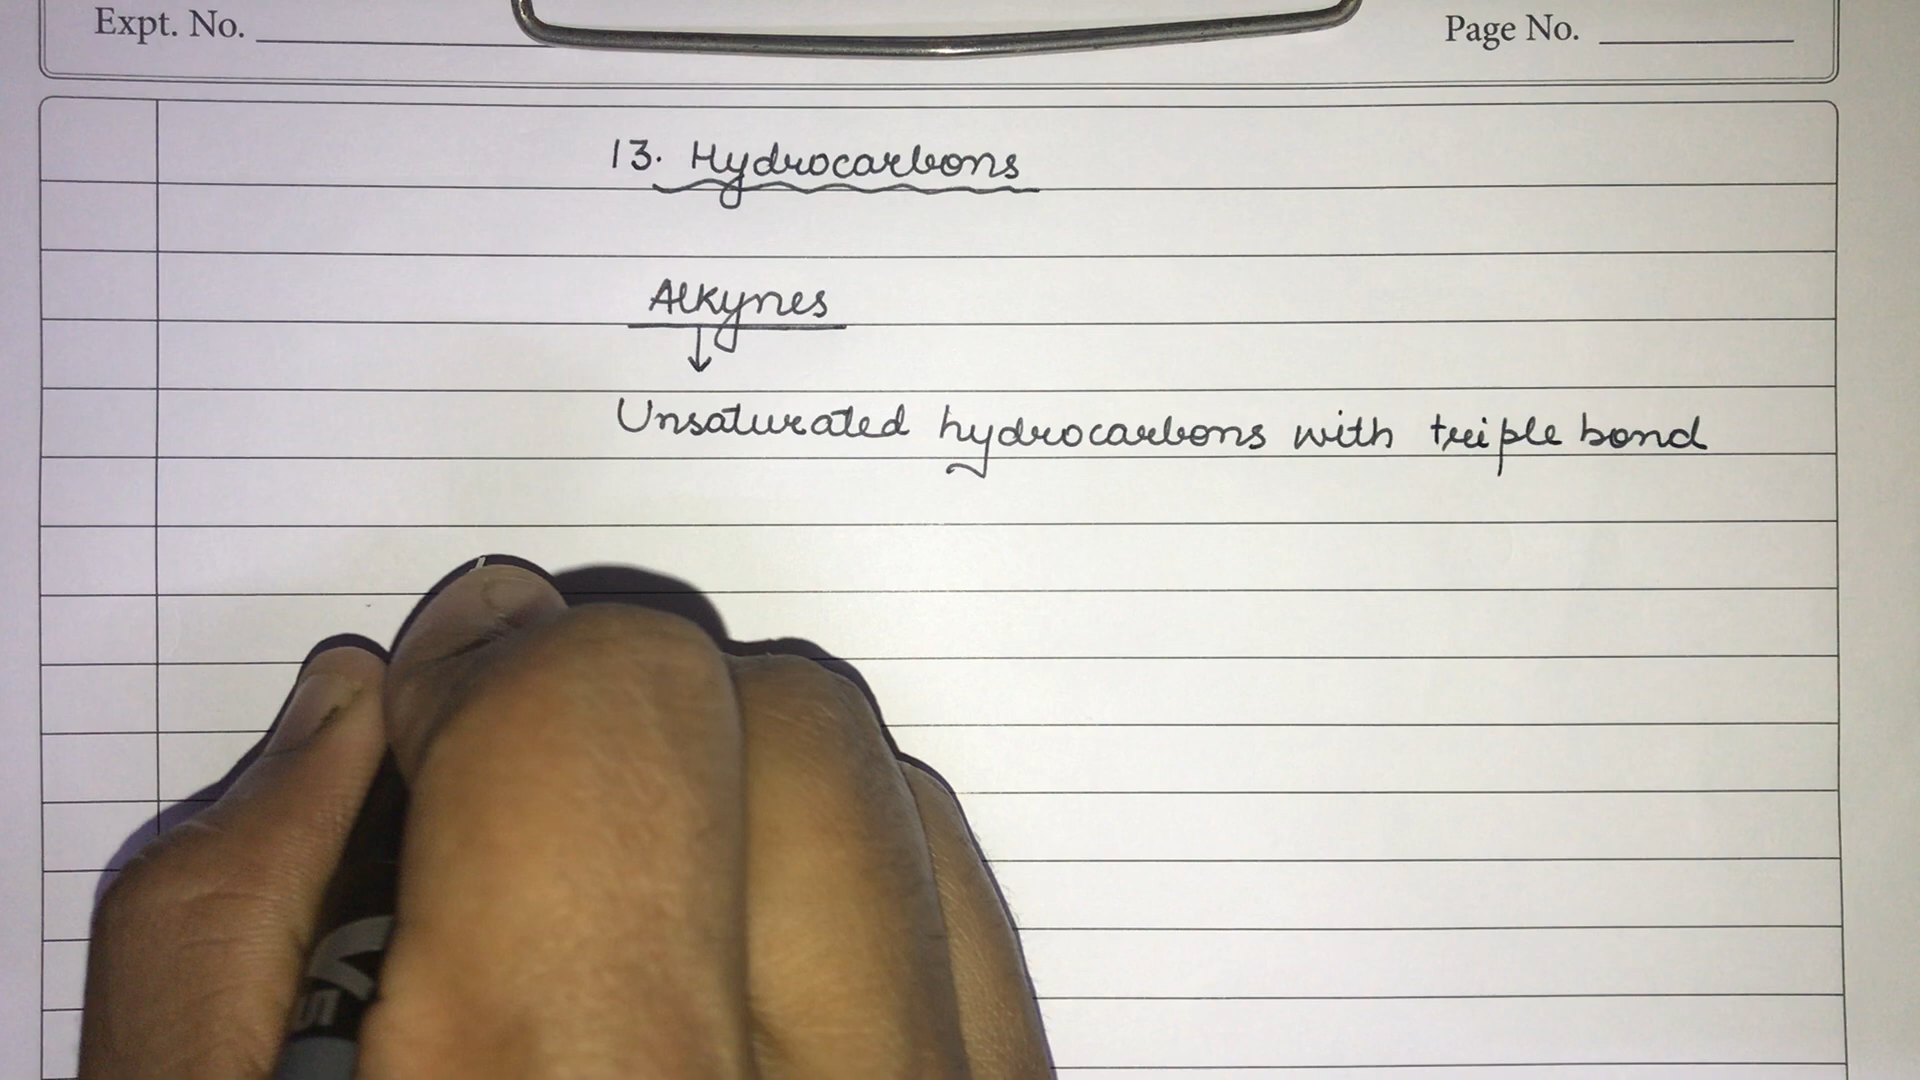 Expt. No.
Page No.
13. Hydrocarbons
Alkynes
Unsaturated hydrocarbons with triple bond